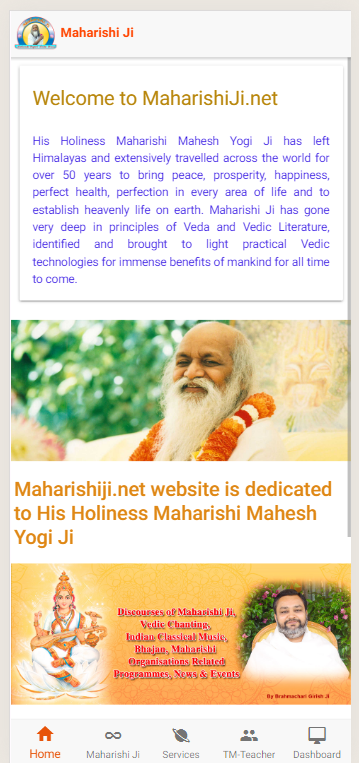 Maharishi Ji
Welcome to MaharishiJi.net
His Holiness Maharishi Mahesh Yogi Ji has left
Himalayas and extensively travelled across the world for
over 50 years to bring peace, prosperity, happiness,
perfect health, perfection in every area of life and to
establish heavenly life on earth. Maharishi Ji has gone
very deep in principles of Veda and Vedic Literature,
identified and brought to light practical Vedic
technologies for immense benefits of mankind for all time
to come.
Maharishiji.net website is dedicated
to His Holiness Maharishi Mahesh
Yogi Ji
Discourses of Maharishi Ji,
Vedic Chanting,
Indian Classical Music,
Bhajan, Maharishi
Organisations Related
Programmes, News & Events
By Brahmachari Girish Ji
Home
Maharishi Ji
Services
TM-Teacher
Dashboard